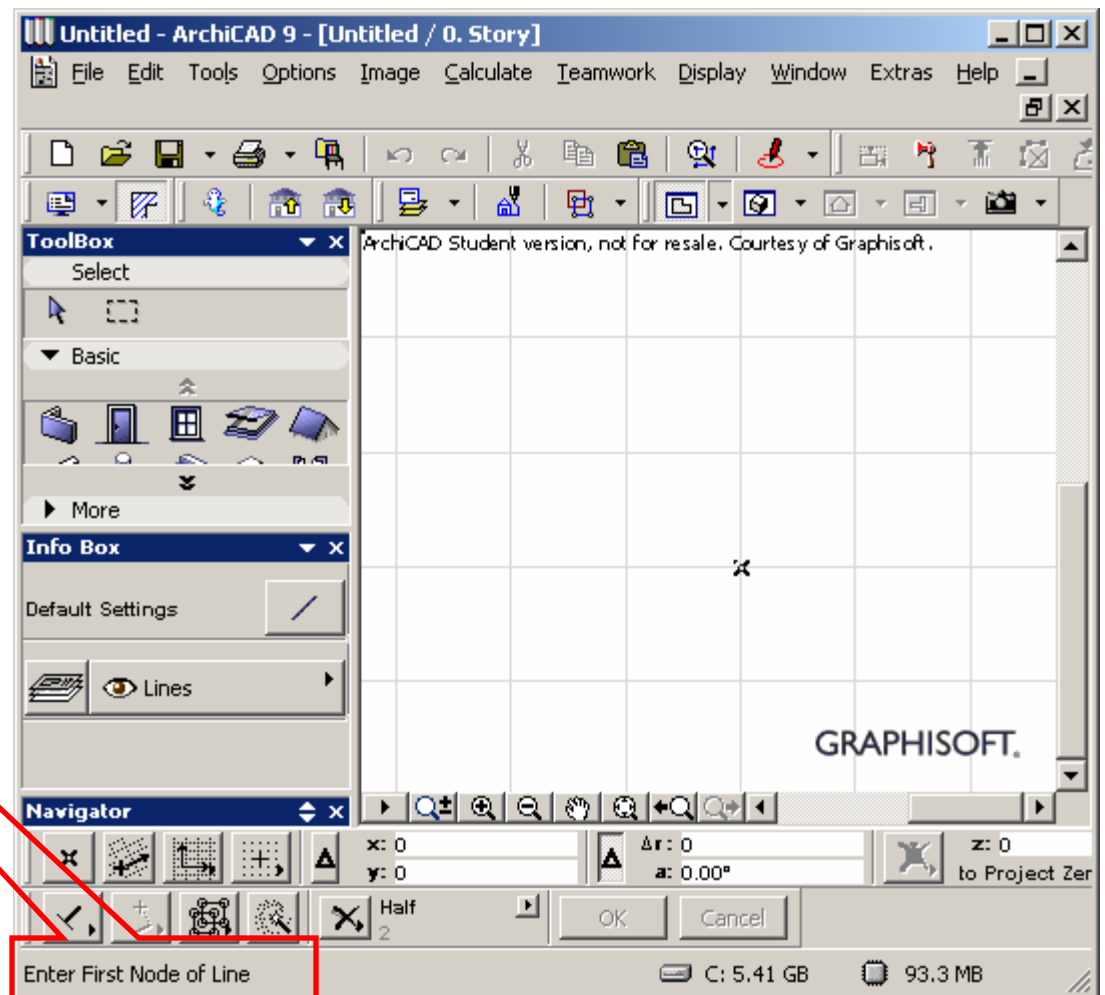 Untitled - ArchiCAD 9 - [Untitled / 0. Story]
File Edit Tools Options Image Calculate Teamwork Display Window Extras Help
ToolBox
ArchiCAD Student version, not for resale. Courtesy of Graphisoft.
Select
Basic
More
Info Box
Default Settings
Lines
GRAPHISOFT.
Navigator
x: 0
Δr: 0
z: 0
y: 0
a: 0.00°
to Project Zer
Half
2
OK
Cancel
Enter First Node of Line
C: 5.41 GB
93.3 MB